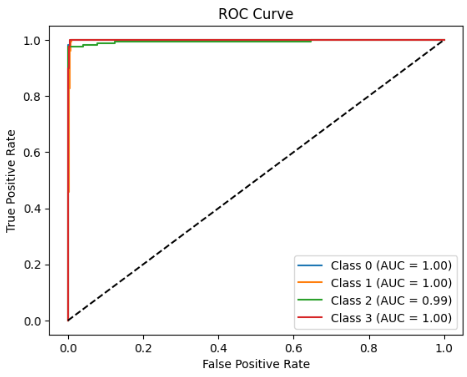 ROC Curve
True Positive Rate
1.0
0.8
0.6
0.4
0.2
0.0
Class 0 (AUC = 1.00)
Class 1 (AUC = 1.00)
Class 2 (AUC = 0.99)
Class 3 (AUC = 1.00)
0.0 0.2 0.4 0.6 0.8 1.0
False Positive Rate